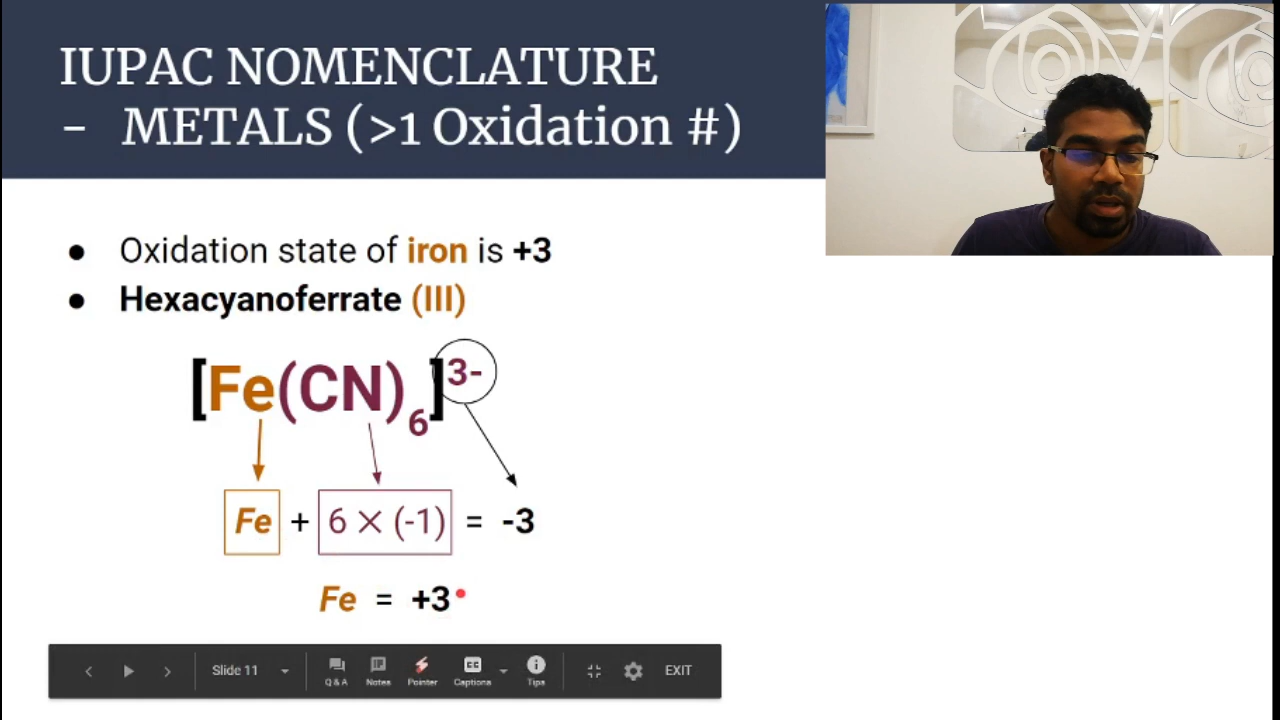 IUPAC NOMENCLATURE
- METALS (>1 Oxidation #)
● Oxidation state of iron is +3
● Hexacyanoferrate (III)
[Fe(CN)₆]³⁻
Fe + 6 × (-1) = -3
Fe = +3
Slide 11 Q & A Notes Pointer CC Captions Tips EXIT